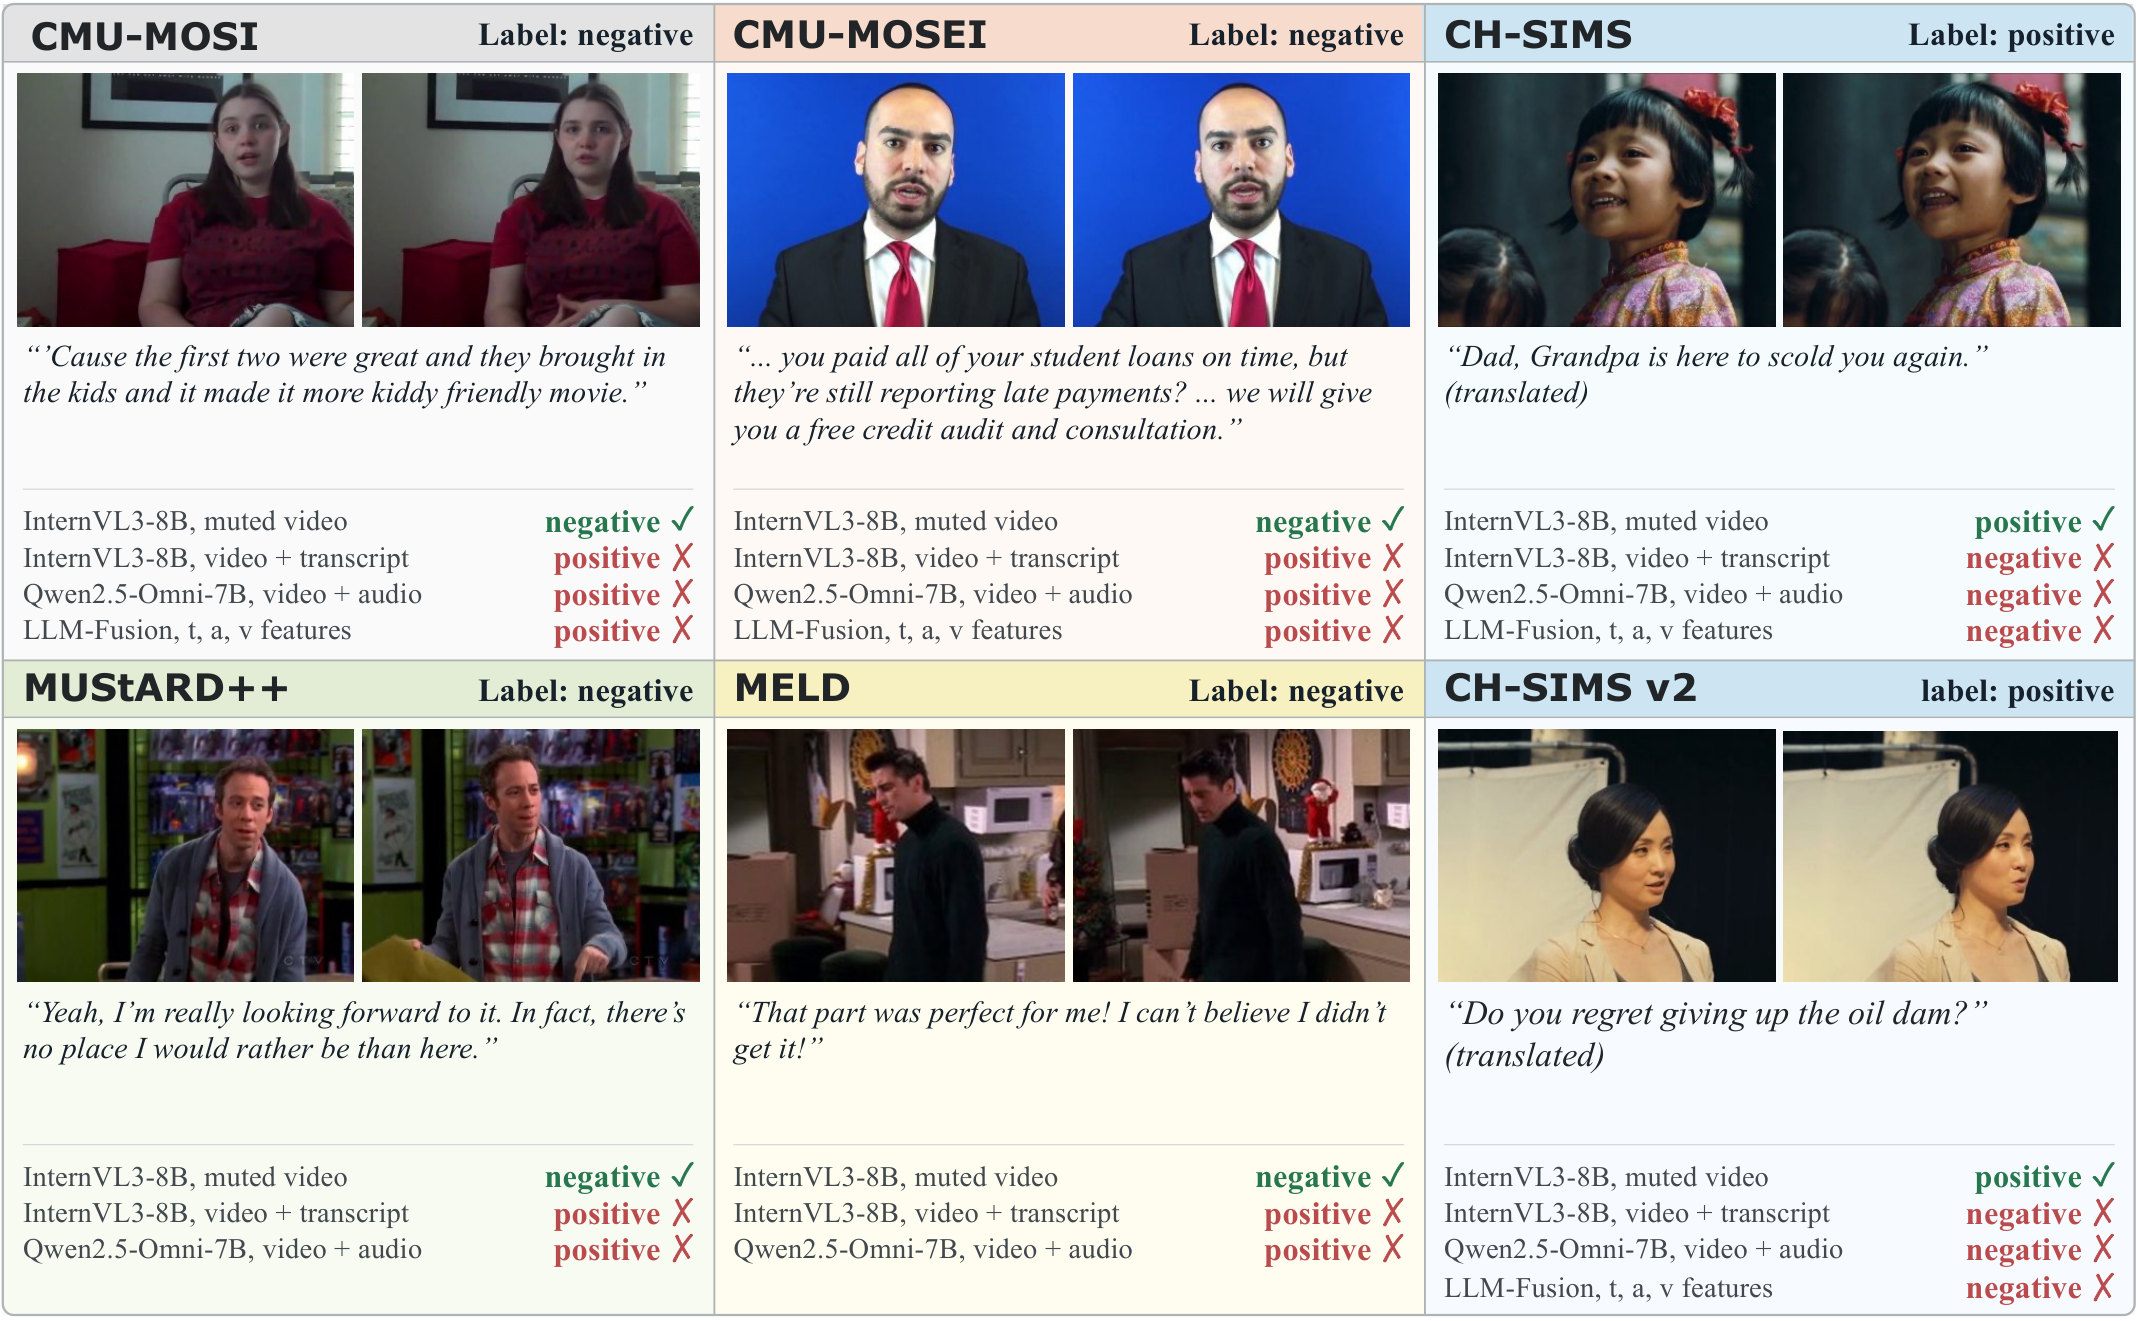 CMU-MOSI Label: negative
“’Cause the first two were great and they brought in
the kids and it made it more kiddy friendly movie.”
InternVL3-8B, muted video negative ✓
InternVL3-8B, video + transcript positive ✗
Qwen2.5-Omni-7B, video + audio positive ✗
LLM-Fusion, t, a, v features positive ✗
CMU-MOSEI Label: negative
“... you paid all of your student loans on time, but
they’re still reporting late payments? ... we will give
you a free credit audit and consultation.”
InternVL3-8B, muted video negative ✓
InternVL3-8B, video + transcript positive ✗
Qwen2.5-Omni-7B, video + audio positive ✗
LLM-Fusion, t, a, v features positive ✗
CH-SIMS Label: positive
“Dad, Grandpa is here to scold you again.”
(translated)
InternVL3-8B, muted video positive ✓
InternVL3-8B, video + transcript negative ✗
Qwen2.5-Omni-7B, video + audio negative ✗
LLM-Fusion, t, a, v features negative ✗
MUStARD++ Label: negative
CTV
CTV
“Yeah, I’m really looking forward to it. In fact, there’s
no place I would rather be than here.”
InternVL3-8B, muted video negative ✓
InternVL3-8B, video + transcript positive ✗
Qwen2.5-Omni-7B, video + audio positive ✗
MELD Label: negative
“That part was perfect for me! I can’t believe I didn’t
get it!”
InternVL3-8B, muted video negative ✓
InternVL3-8B, video + transcript positive ✗
Qwen2.5-Omni-7B, video + audio positive ✗
CH-SIMS v2 label: positive
“Do you regret giving up the oil dam?”
(translated)
InternVL3-8B, muted video positive ✓
InternVL3-8B, video + transcript negative ✗
Qwen2.5-Omni-7B, video + audio negative ✗
LLM-Fusion, t, a, v features negative ✗